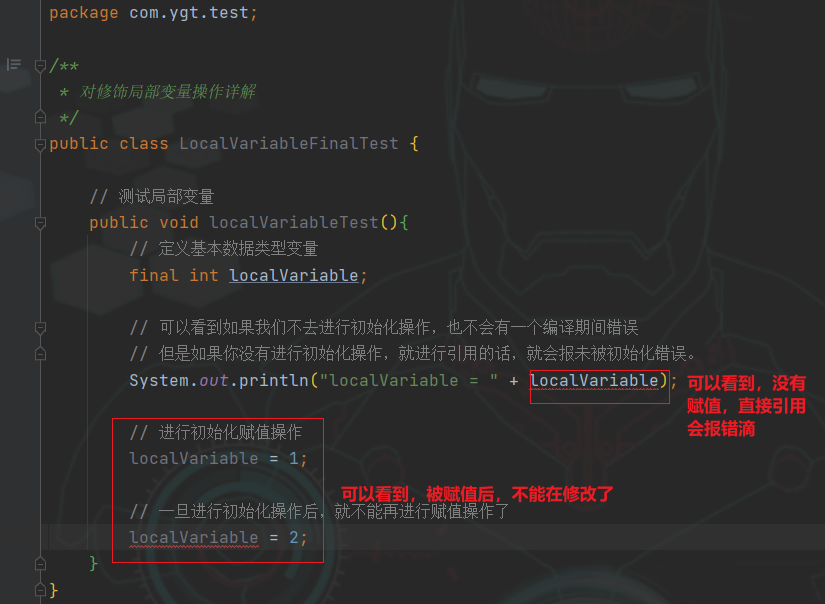 package com.ygt.test;
/**
* 对修饰局部变量操作详解
*/
public class LocalVariableFinalTest {
// 测试局部变量
public void localVariableTest(){
// 定义基本数据类型变量
final int localVariable;
// 可以看到如果我们不去进行初始化操作，也不会有一个编译期间错误
// 但是如果你没有进行初始化操作，就进行引用的话，就会报未被初始化错误。
System.out.println("localVariable = " + localVariable);
可以看到，没有
赋值，直接引用
会报错滴
// 进行初始化赋值操作
localVariable = 1;
可以看到，被赋值后，不能在修改了
// 一旦进行初始化操作后，就不能再进行赋值操作了
localVariable = 2;
}
}